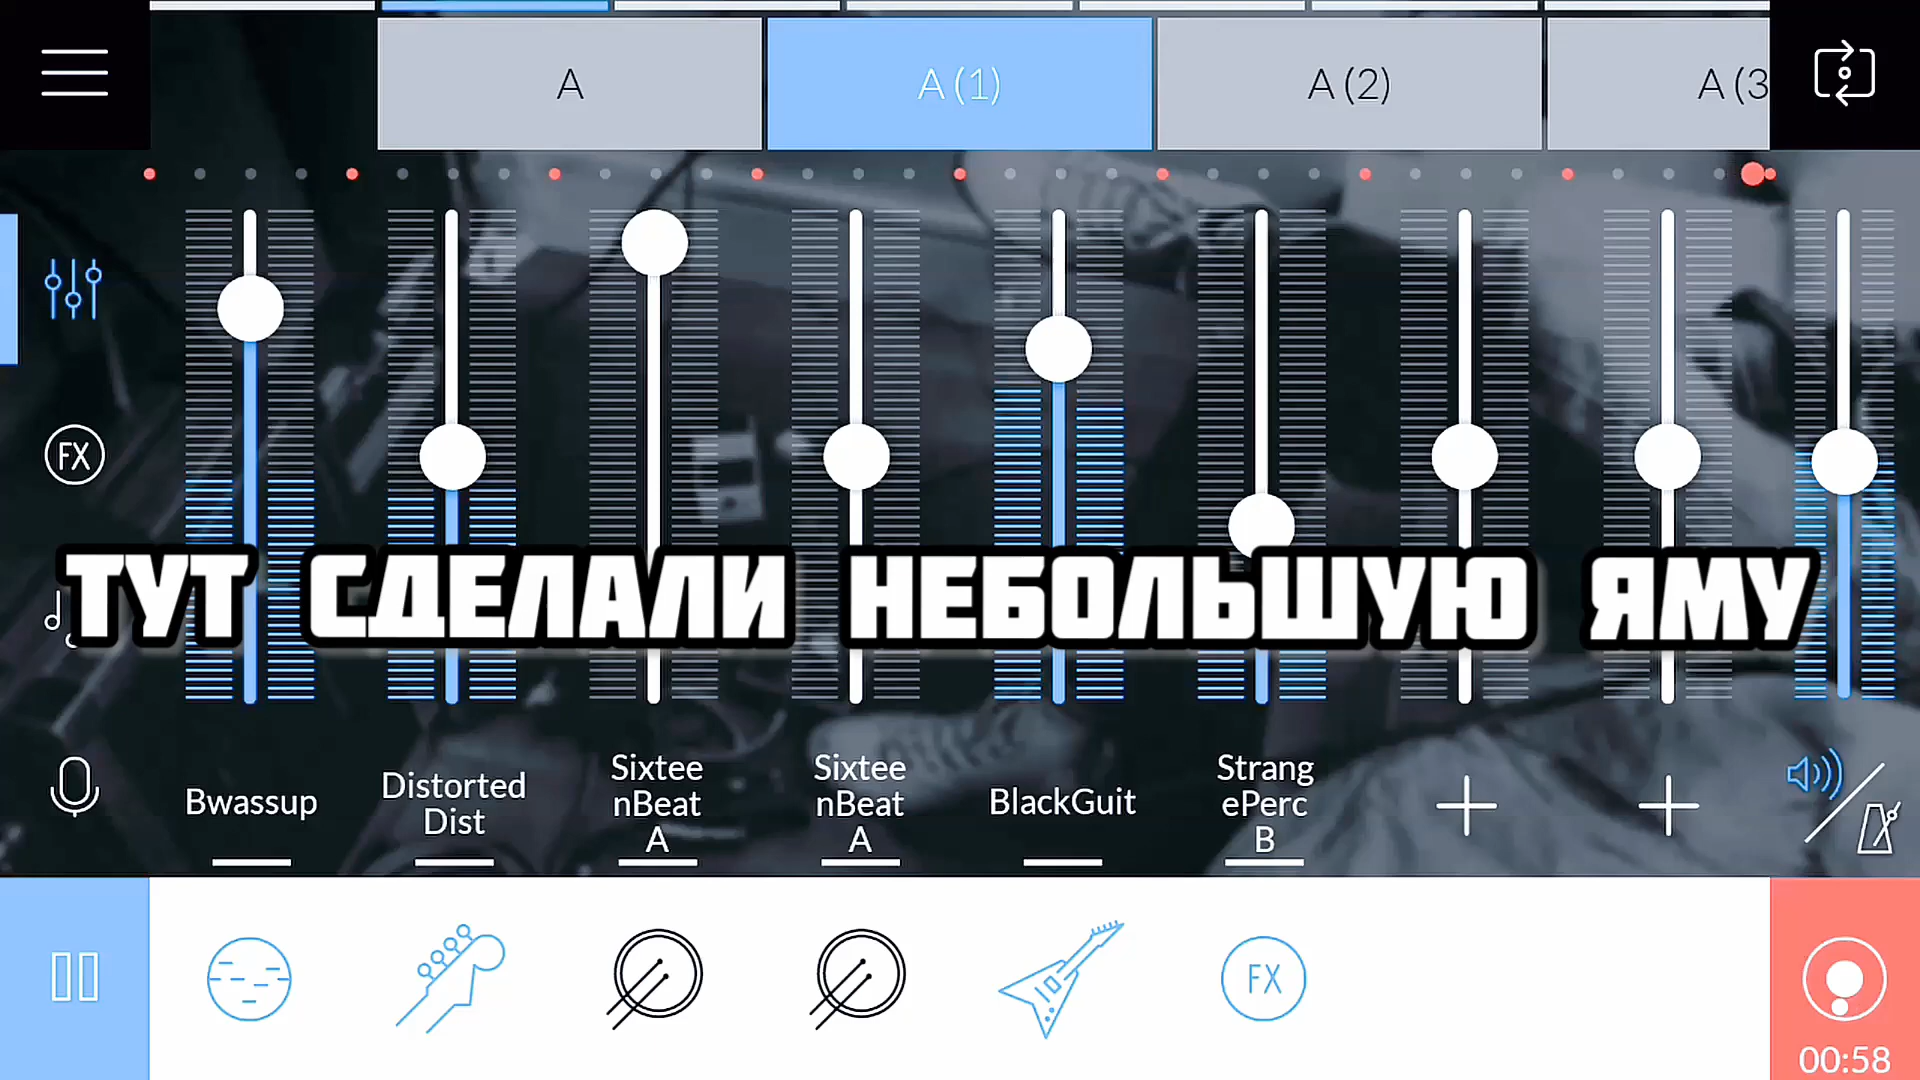 A
A (1)
A (2)
A (3
FX
ТУТ СДЕЛАЛИ НЕБОЛЬШУЮ ЯМУ
Bwassup
Distorted
Dist
Sixtee
nBeat
A
Sixtee
nBeat
A
BlackGuit
Strang
ePerc
B
FX
00:58